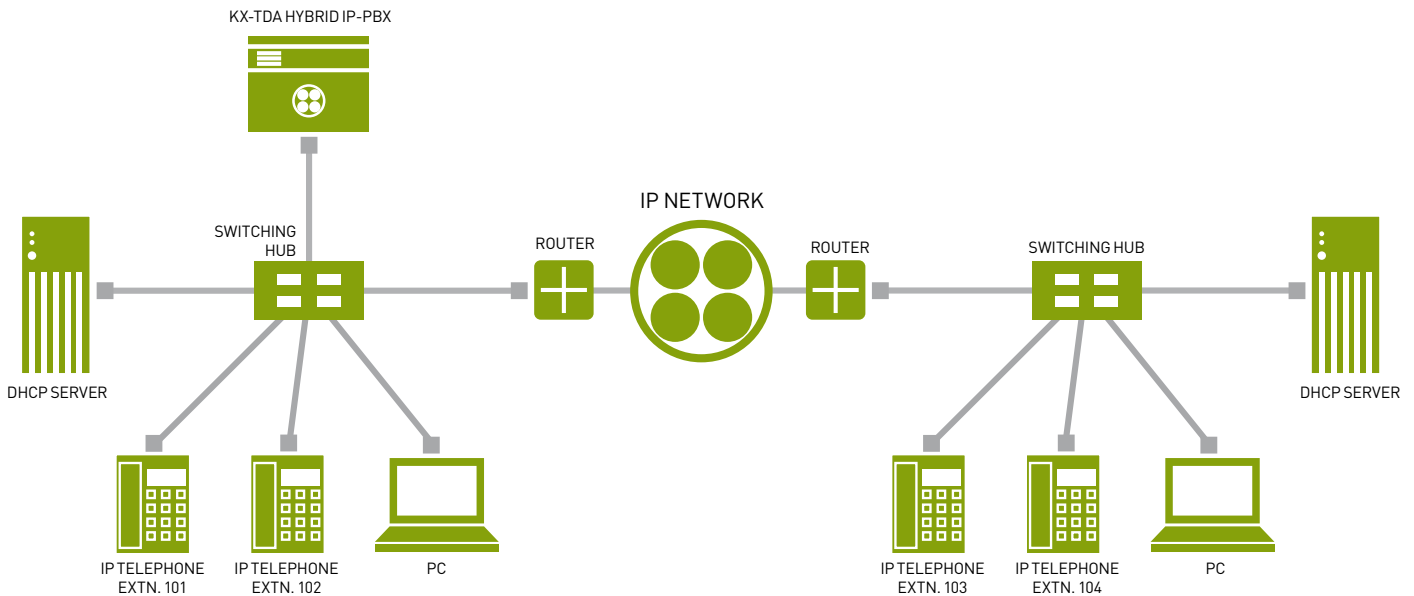 KX-TDA HYBRID IP-PBX
IP NETWORK
SWITCHING
HUB
ROUTER
ROUTER
SWITCHING HUB
DHCP SERVER
DHCP SERVER
IP TELEPHONE
EXTN. 101
IP TELEPHONE
EXTN. 102
PC
IP TELEPHONE
EXTN. 103
IP TELEPHONE
EXTN. 104
PC